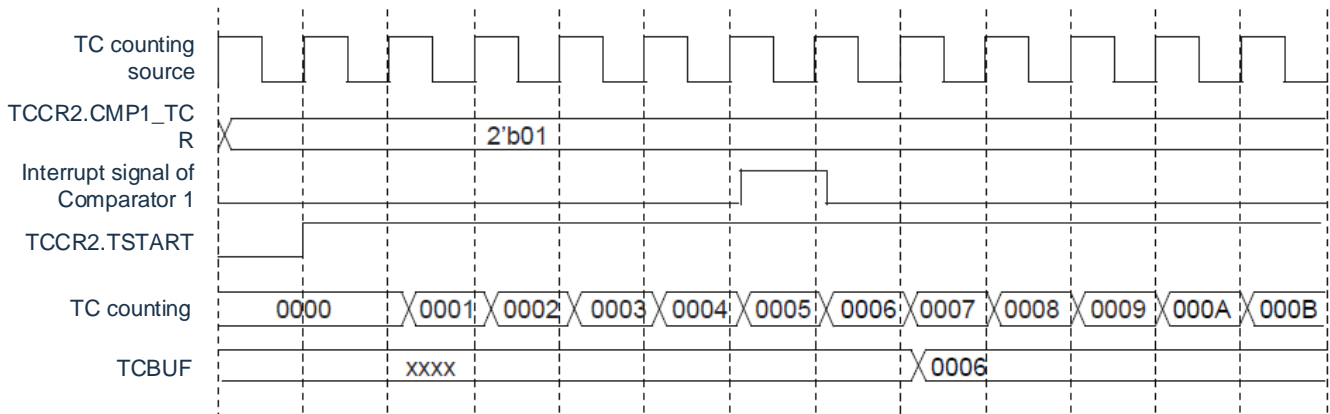 TC counting
source
TCCR2.CMP1_TC
R
2'b01
Interrupt signal of
Comparator 1
TCCR2.TSTART
TC counting
0000 0001 0002 0003 0004 0005 0006 0007 0008 0009 000A 000B
TCBUF
xxxx 0006